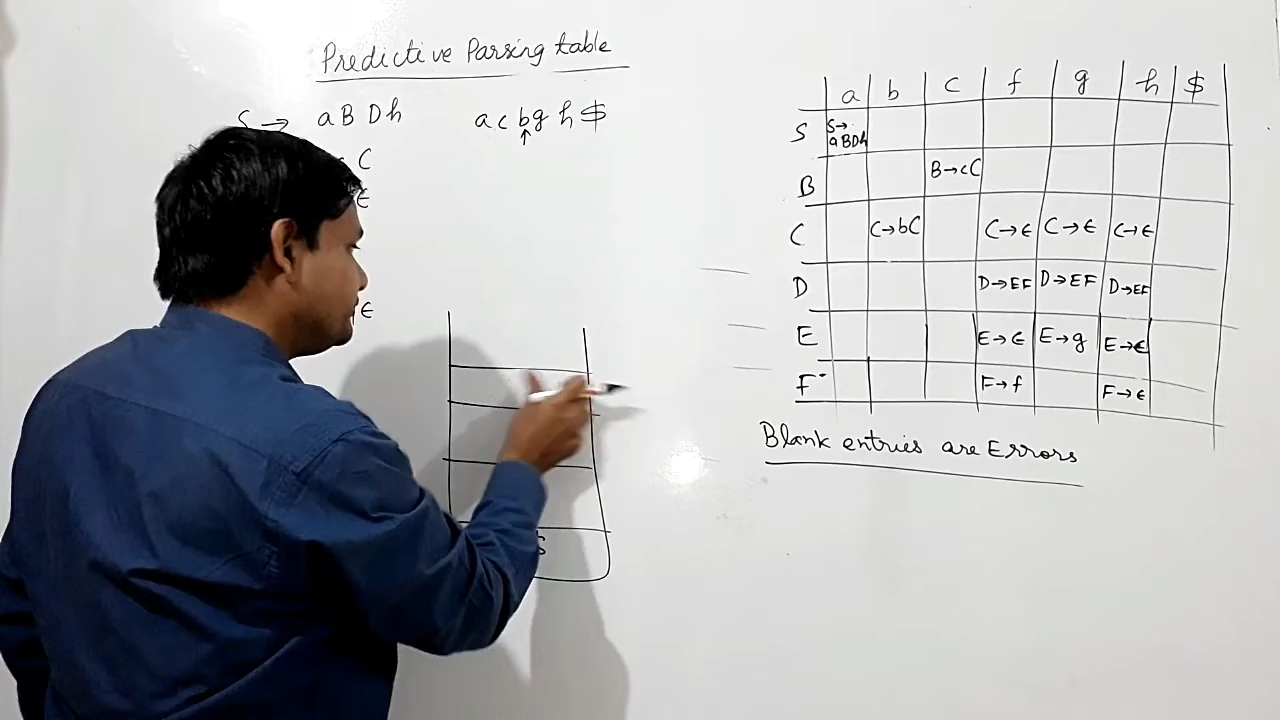 Predictive Parsing table
S → aBDh
acbgh$
C
ϵ
ϵ
↑
$
a b c f g h $
S S→aBDh
B B→cC
C C→bC C→ϵ C→ϵ C→ϵ
D D→EF D→EF D→EF
E E→ϵ E→g E→ϵ
F F→f F→ϵ
Blank entries are Errors